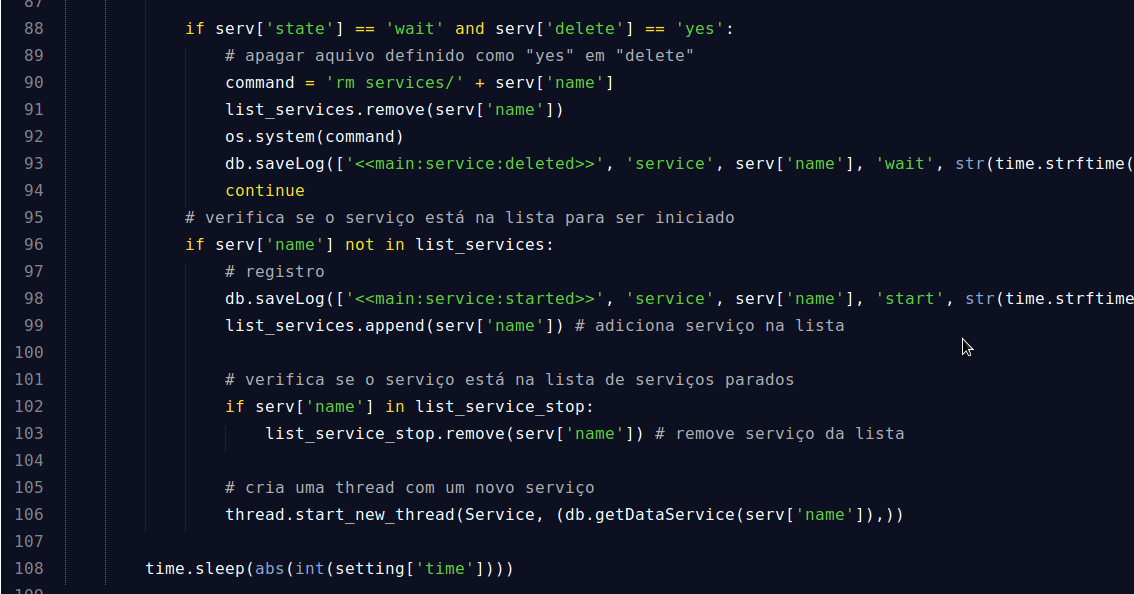 87
88 if serv['state'] == 'wait' and serv['delete'] == 'yes':
89 # apagar aquivo definido como "yes" em "delete"
90 command = 'rm services/' + serv['name']
91 list_services.remove(serv['name'])
92 os.system(command)
93 db.saveLog(['<<main:service:deleted>>', 'service', serv['name'], 'wait', str(time.strftime(
94 continue
95 # verifica se o serviço está na lista para ser iniciado
96 if serv['name'] not in list_services:
97 # registro
98 db.saveLog(['<<main:service:started>>', 'service', serv['name'], 'start', str(time.strftime
99 list_services.append(serv['name']) # adiciona serviço na lista
100
101 # verifica se o serviço está na lista de serviços parados
102 if serv['name'] in list_service_stop:
103 list_service_stop.remove(serv['name']) # remove serviço da lista
104
105 # cria uma thread com um novo serviço
106 thread.start_new_thread(Service, (db.getDataService(serv['name']),))
107
108 time.sleep(abs(int(setting['time'])))
109